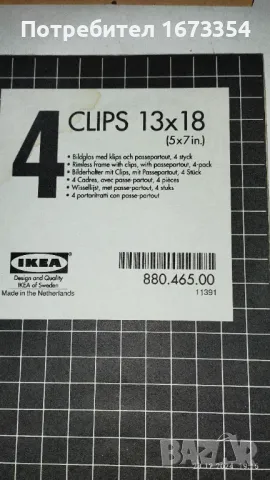 Потребител 1673354
4
CLIPS 13x18
(5x7in.)
• Bildglas med klips och passepartout, 4 styck
• Rimless frame with clips, with passepartout, 4-pack
• Bilderhalter mit Clips, mit Passepartout, 4 Stück
• 4 Cadres, avec passe-partout, 4 pièces
• Wissellijst, met passe-partout, 4 stuks
• 4 portaritratti con passe-partout
IKEA
Design and Quality
IKEA of Sweden
Made in the Netherlands
880.465.00
11391
BAZAR